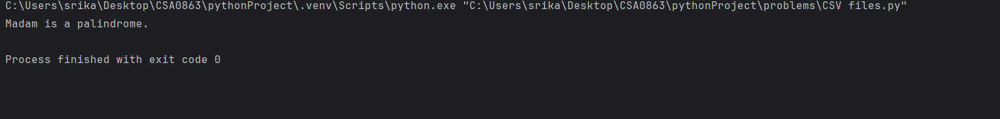 C:\Users\srika\Desktop\CSA0863\pythonProject\.venv\Scripts\python.exe "C:\Users\srika\Desktop\CSA0863\pythonProject\problems\CSV files.py"
Madam is a palindrome.
Process finished with exit code 0